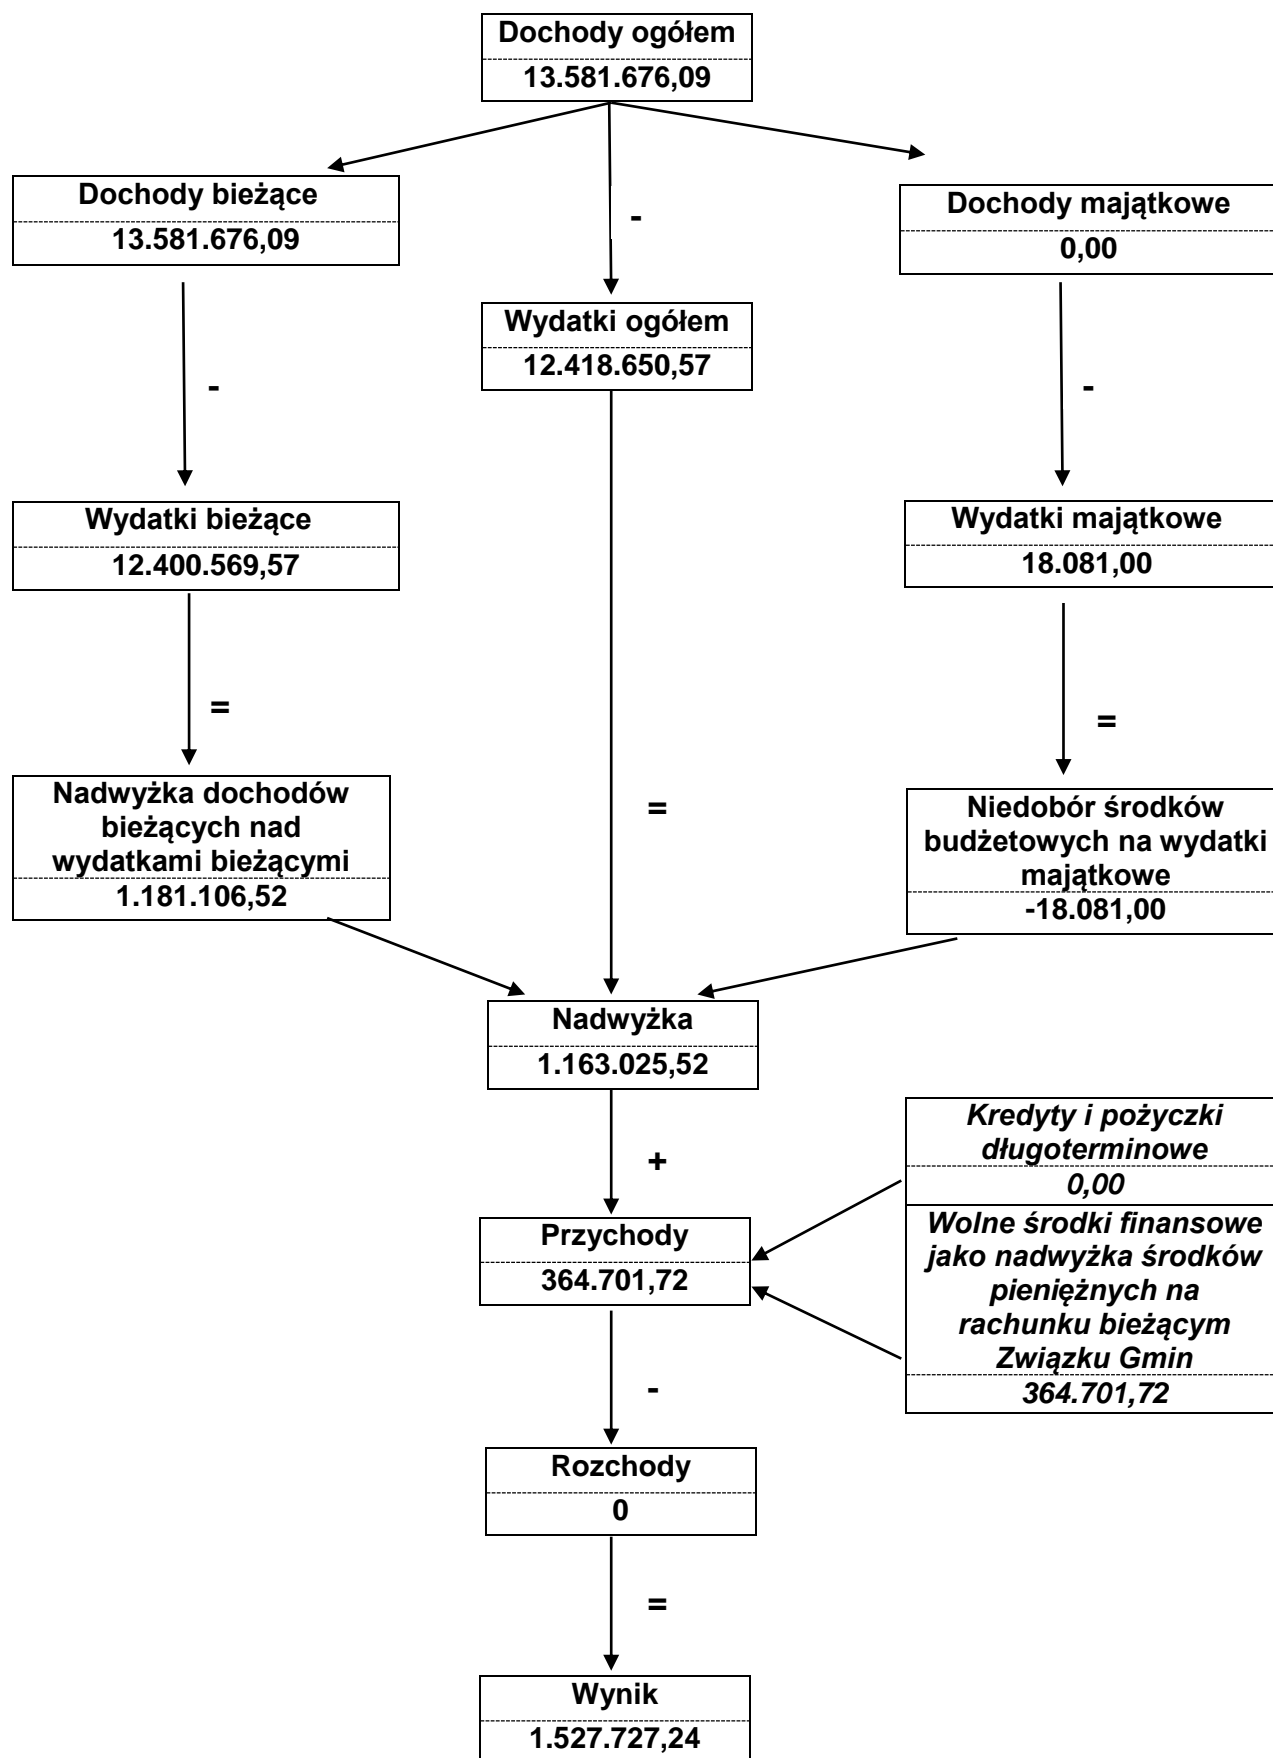 Dochody ogółem
13.581.676,09
Dochody bieżące
13.581.676,09
-
Dochody majątkowe
0,00
Wydatki ogółem
12.418.650,57
-
-
Wydatki bieżące
12.400.569,57
Wydatki majątkowe
18.081,00
=
=
Nadwyżka dochodów
bieżących nad
wydatkami bieżącymi
1.181.106,52
=
Niedobór środków
budżetowych na wydatki
majątkowe
-18.081,00
Nadwyżka
1.163.025,52
+
Kredyty i pożyczki
długoterminowe
0,00
Przychody
364.701,72
Wolne środki finansowe
jako nadwyżka środków
pieniężnych na
rachunku bieżącym
Związku Gmin
364.701,72
-
Rozchody
0
=
Wynik
1.527.727,24